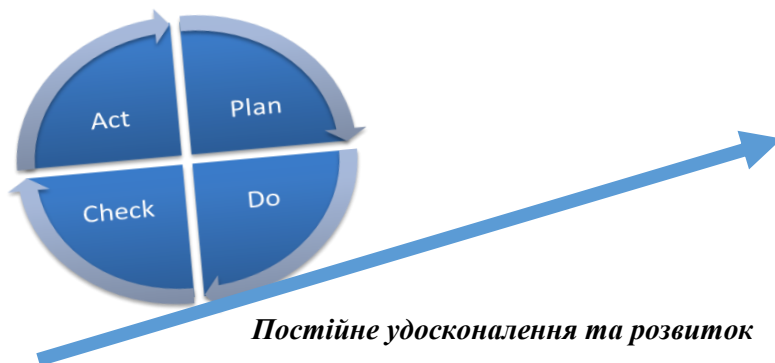 Act
Plan
Check
Do
Постійне удосконалення та розвиток